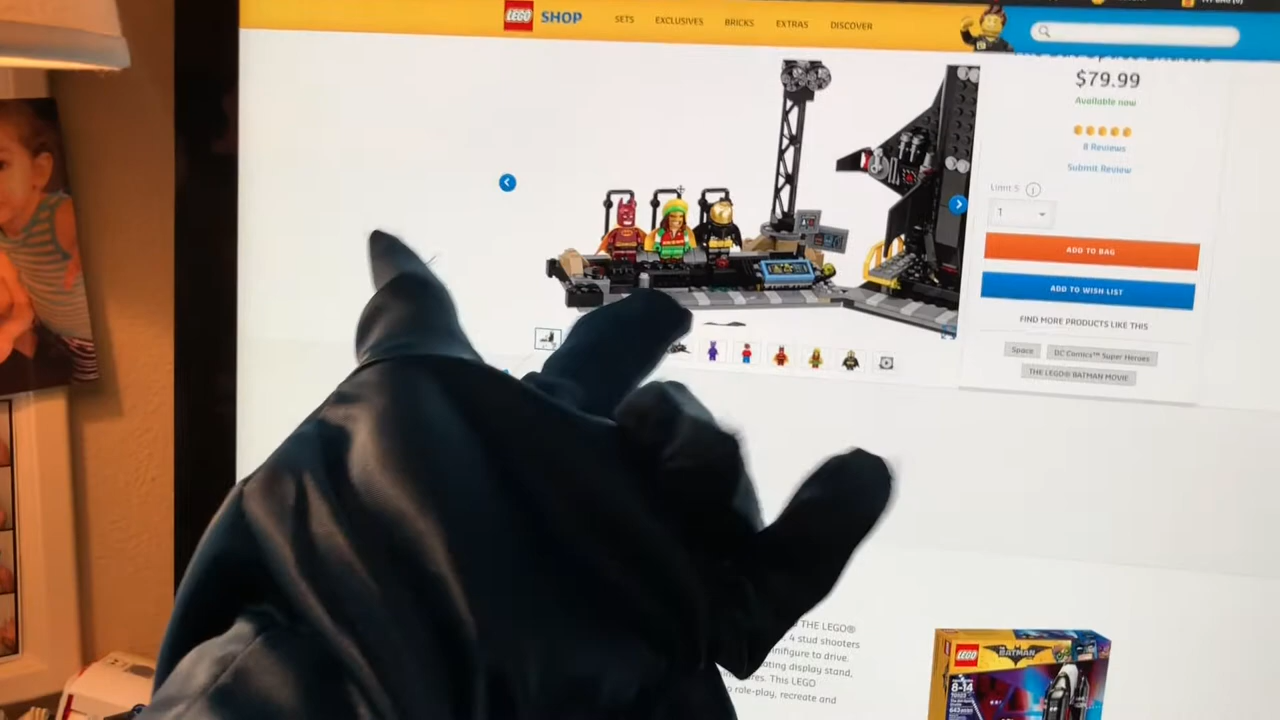 LEGO SHOP SETS EXCLUSIVES BRICKS EXTRAS DISCOVER
$79.99
Available now
8 Reviews
Submit Review
Limit 5
1
ADD TO BAG
ADD TO WISH LIST
FIND MORE PRODUCTS LIKE THIS
Space DC Comics™ Super Heroes
THE LEGO® BATMAN MOVIE
THE LEGO®
4 stud shooters
to drive.
display stand,
This LEGO
role-play, recreate and
LEGO BATMAN
8-14